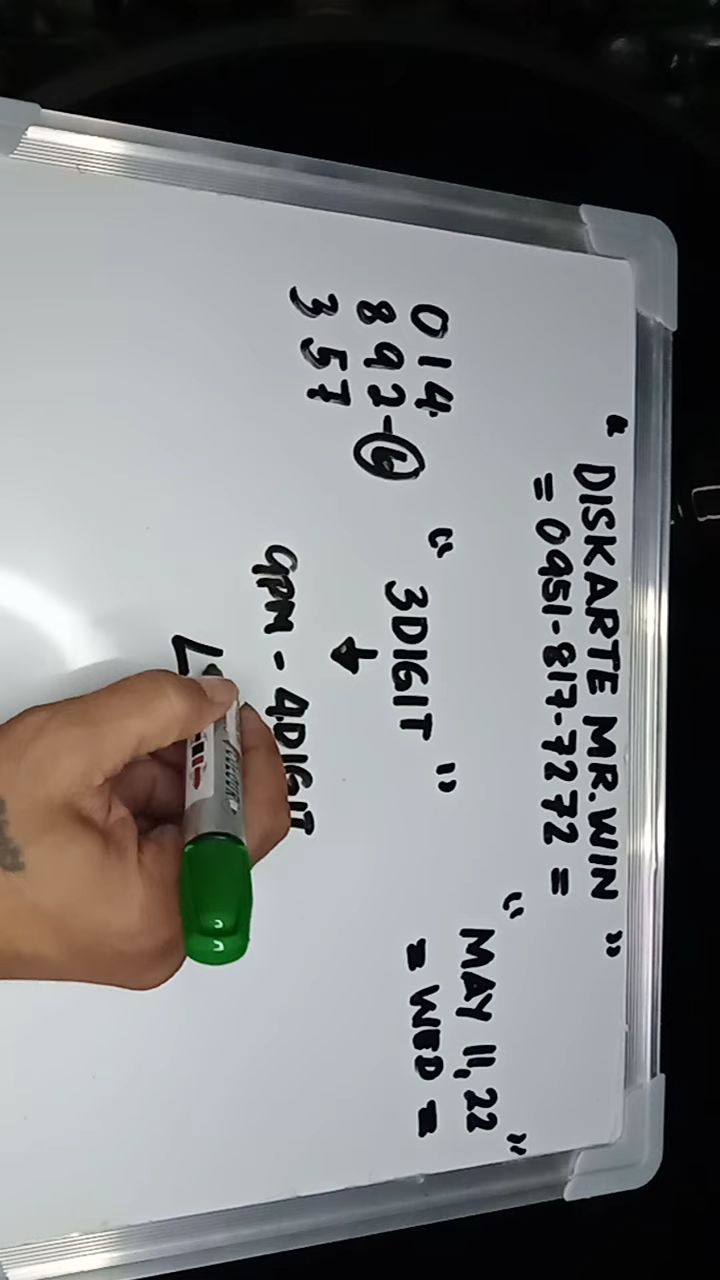 " DISKARTE MR. WIN "
= 0951-817-7272 =
" MAY 11, 22 "
= WED =
014
892-6
357
" 3DIGIT "
9PM - 4DIGIT
L